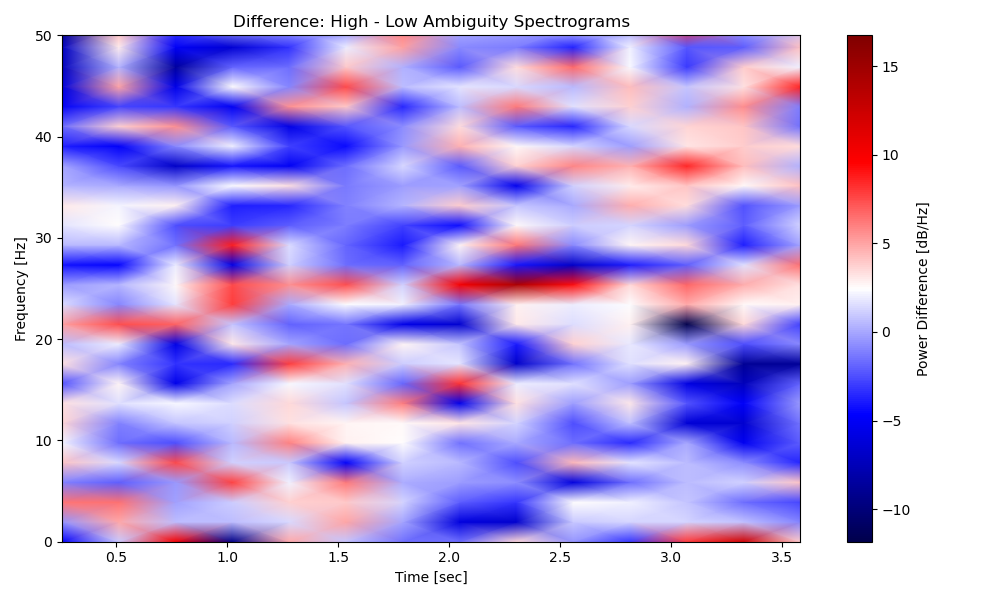 Difference: High - Low Ambiguity Spectrograms
Frequency [Hz]
50
40
30
20
10
0
0.5 1.0 1.5 2.0 2.5 3.0 3.5
Time [sec]
15
10
5
0
−5
−10
Power Difference [dB/Hz]